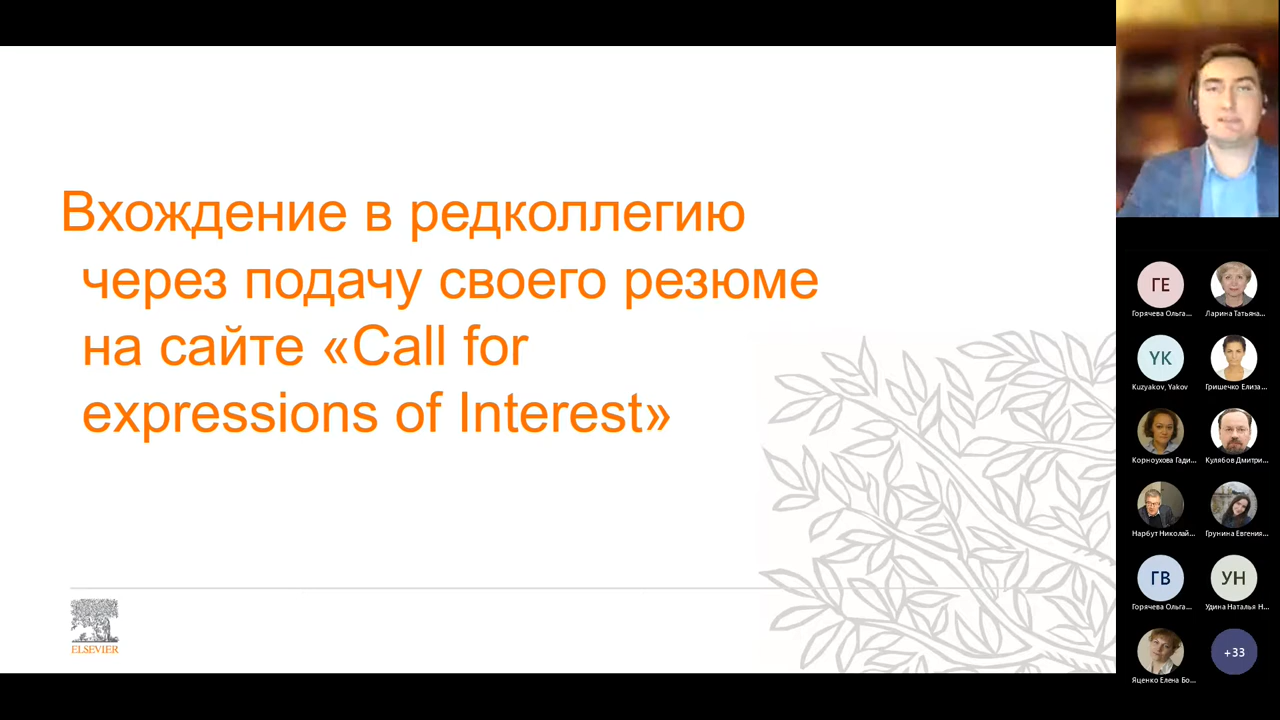 Вхождение в редколлегию
через подачу своего резюме
на сайте «Call for
expressions of Interest»
ELSEVIER
ГЕ
Горячева Ольга...
Ларина Татьяна...
YK
Kuzyakov, Yakov
Гришечко Елиза...
Корноухова Гади...
Кулябов Дмитри...
Нарбут Николай...
Грунина Евгения...
ГВ
Горячева Ольга...
УН
Удина Наталья Н...
Яценко Елена Бо...
+33